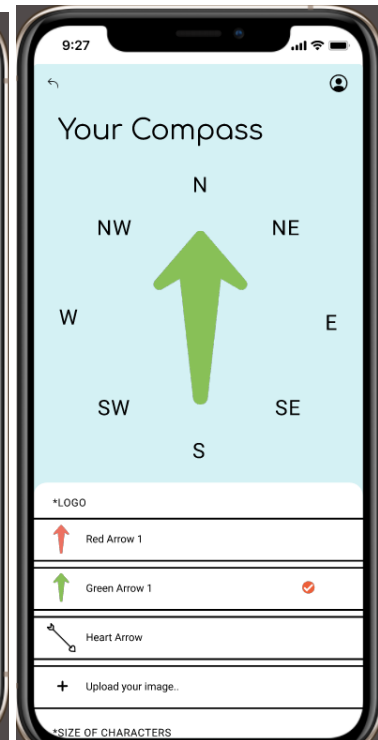 9:27
Your Compass
N
NW NE
W E
SW SE
S
*LOGO
Red Arrow 1
Green Arrow 1
Heart Arrow
+ Upload your image..
*SIZE OF CHARACTERS